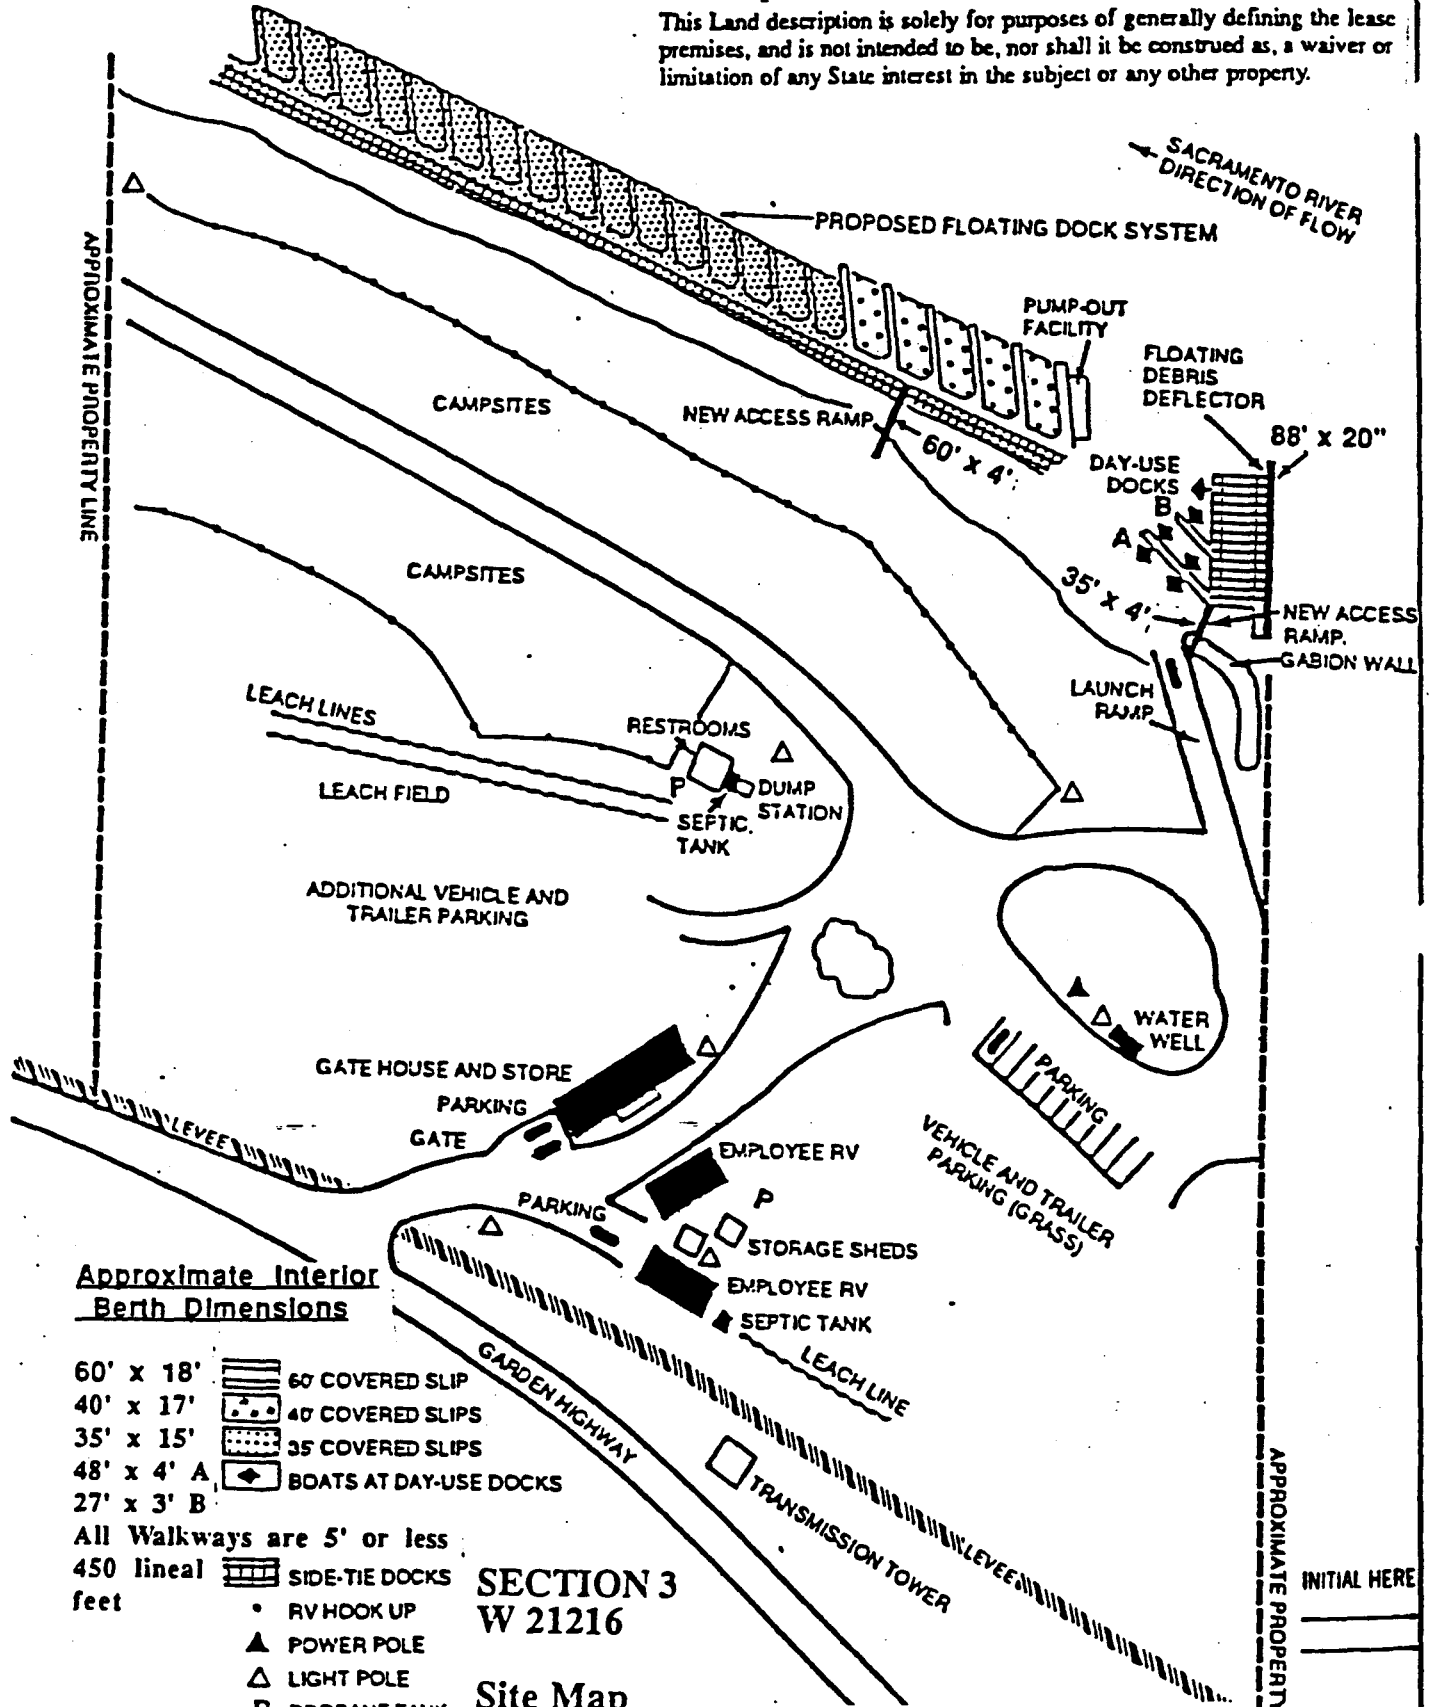 This Land description is solely for purposes of generally defining the lease
premises, and is not intended to be, nor shall it be construed as, a waiver or
limitation of any State interest in the subject or any other property.
SACRAMENTO RIVER
DIRECTION OF FLOW
PROPOSED FLOATING DOCK SYSTEM
PUMP-OUT
FACILITY
FLOATING
DEBRIS
DEFLECTOR
88' x 20"
APPROXIMATE PROPERTY LINE
CAMPSITES
NEW ACCESS RAMP
60' x 4'
DAY-USE
DOCKS
B
A
35' x 4'
NEW ACCESS
RAMP.
GABION WALL
CAMPSITES
LAUNCH
RAMP
LEACH LINES
RESTROOMS
LEACH FIELD
P
DUMP
STATION
SEPTIC.
TANK
ADDITIONAL VEHICLE AND
TRAILER PARKING
WATER
WELL
GATE HOUSE AND STORE
PARKING
PARKING
GATE
LEVEE
EMPLOYEE RV
VEHICLE AND TRAILER
PARKING (GRASS)
P
PARKING
STORAGE SHEDS
EMPLOYEE RV
SEPTIC TANK
LEACH LINE
GARDEN HIGHWAY
TRANSMISSION TOWER
LEVEE
APPROXIMATE PROPERT
Approximate Interior
Berth Dimensions
60' x 18' 60' COVERED SLIP
40' x 17' 40' COVERED SLIPS
35' x 15' 35' COVERED SLIPS
48' x 4' A BOATS AT DAY-USE DOCKS
27' x 3' B
All Walkways are 5' or less
450 lineal SIDE-TIE DOCKS
feet
RV HOOK UP
POWER POLE
LIGHT POLE
P PROPANE TANK
SECTION 3
W 21216
Site Map
INITIAL HERE